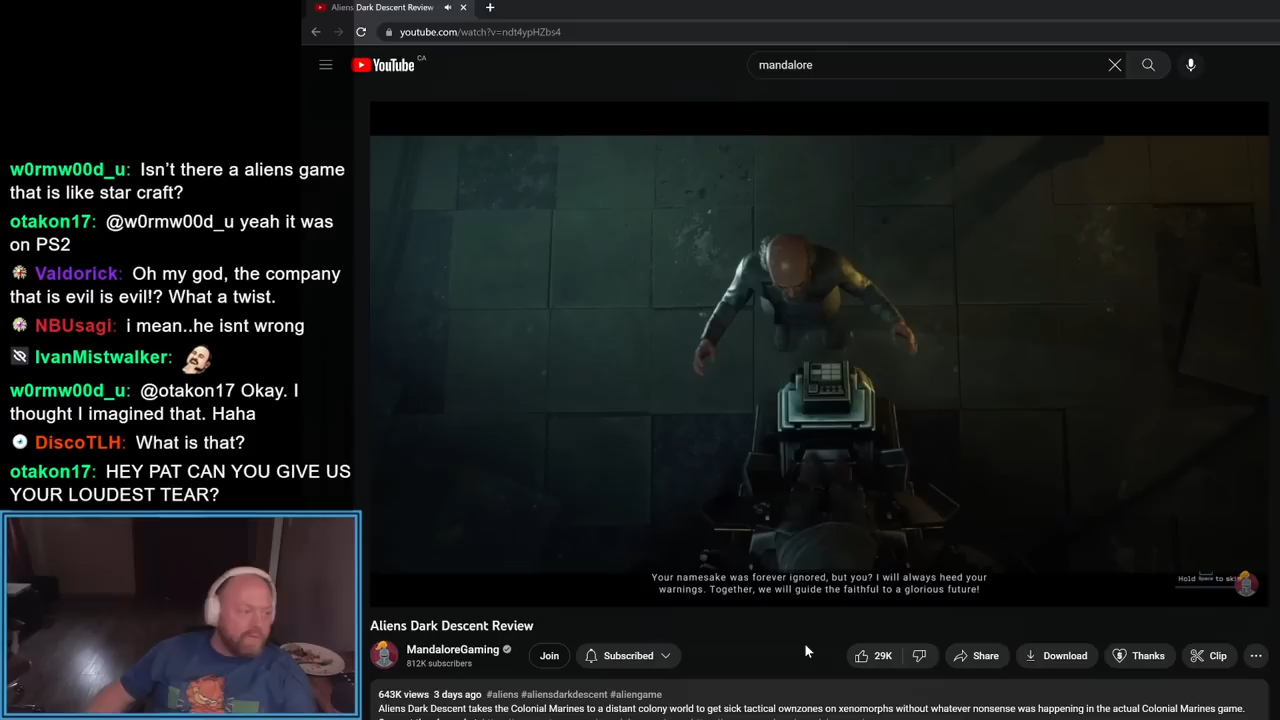 Aliens Dark Descent Review
youtube.com/watch?v=ndt4ypHZbs4
YouTube CA
mandalore
w0rmw00d_u: Isn't there a aliens game
that is like star craft?
otakon17: @w0rmw00d_u yeah it was
on PS2
Valdorick: Oh my god, the company
that is evil is evil!? What a twist.
NBUsagi: i mean..he isnt wrong
IvanMistwalker:
w0rmw00d_u: @otakon17 Okay. I
thought I imagined that. Haha
DiscoTLH: What is that?
otakon17: HEY PAT CAN YOU GIVE US
YOUR LOUDEST TEAR?
Your namesake was forever ignored, but you? I will always heed your
warnings. Together, we will guide the faithful to a glorious future!
Hold Space to ski
Aliens Dark Descent Review
MandaloreGaming
812K subscribers
Join
Subscribed
29K
Share
Download
Thanks
Clip
643K views 3 days ago #aliens #aliensdarkdescent #aliengame
Aliens Dark Descent takes the Colonial Marines to a distant colony world to get sick tactical ownzones on xenomorphs without whatever nonsense was happening in the actual Colonial Marines game.